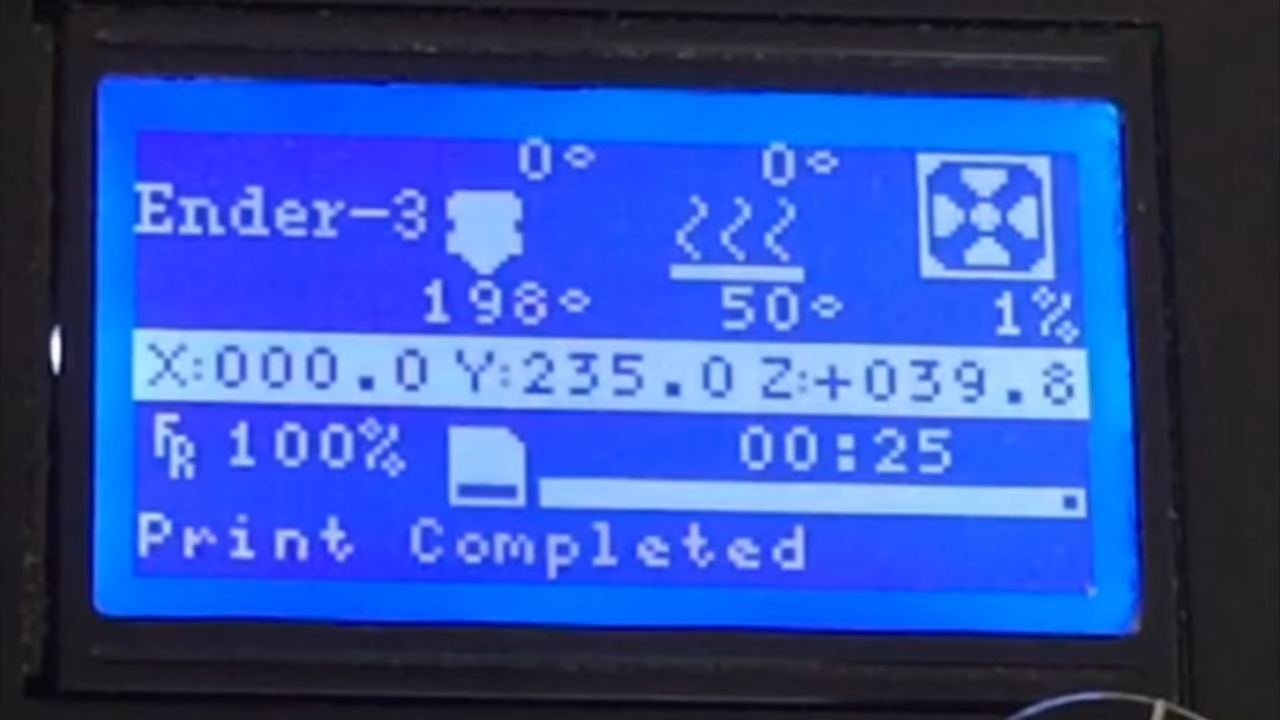 0° 0°
Ender-3
198° 50° 1%
X:000.0 Y:235.0 Z:+039.8
FR 100% 00:25
Print Completed